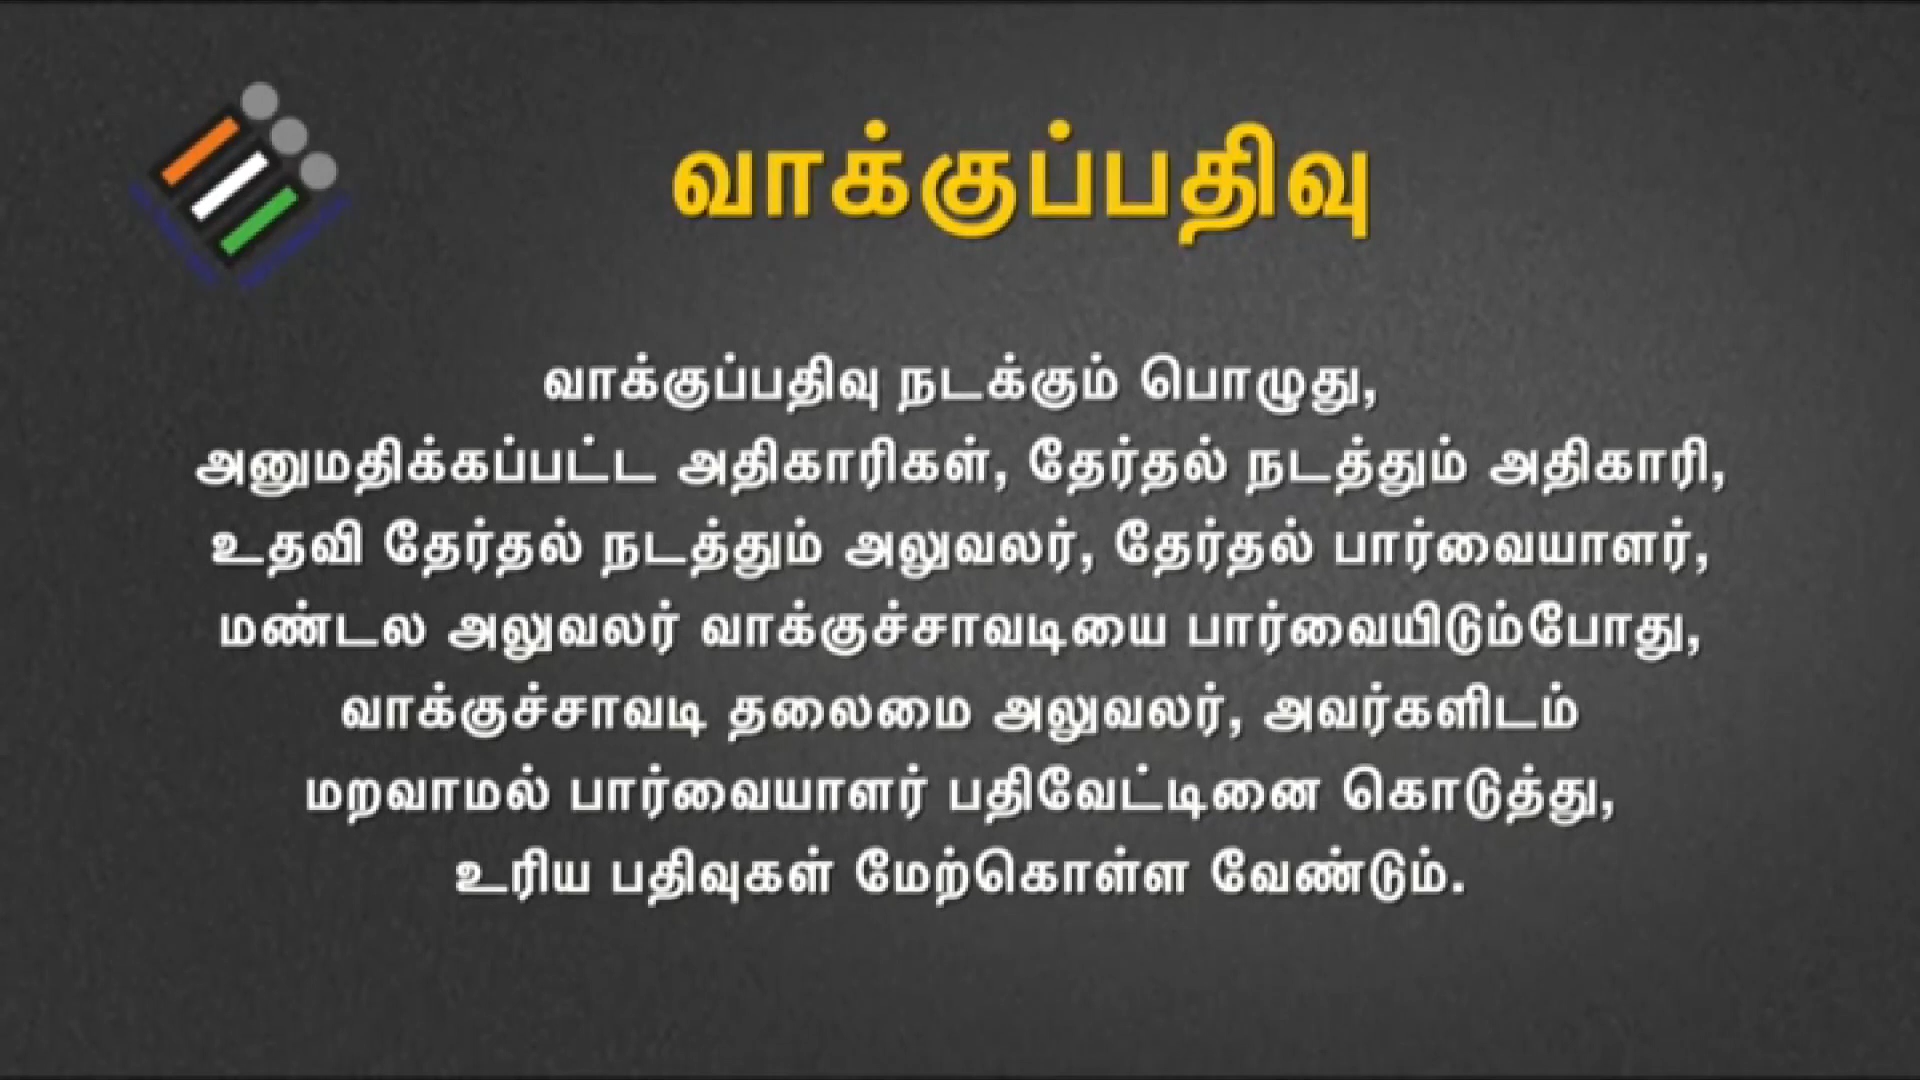 வாக்குப்பதிவு
வாக்குப்பதிவு நடக்கும் பொழுது,
அனுமதிக்கப்பட்ட அதிகாரிகள், தேர்தல் நடத்தும் அதிகாரி,
உதவி தேர்தல் நடத்தும் அலுவலர், தேர்தல் பார்வையாளர்,
மண்டல அலுவலர் வாக்குச்சாவடியை பார்வையிடும்போது,
வாக்குச்சாவடி தலைமை அலுவலர், அவர்களிடம்
மறவாமல் பார்வையாளர் பதிவேட்டினை கொடுத்து,
உரிய பதிவுகள் மேற்கொள்ள வேண்டும்.